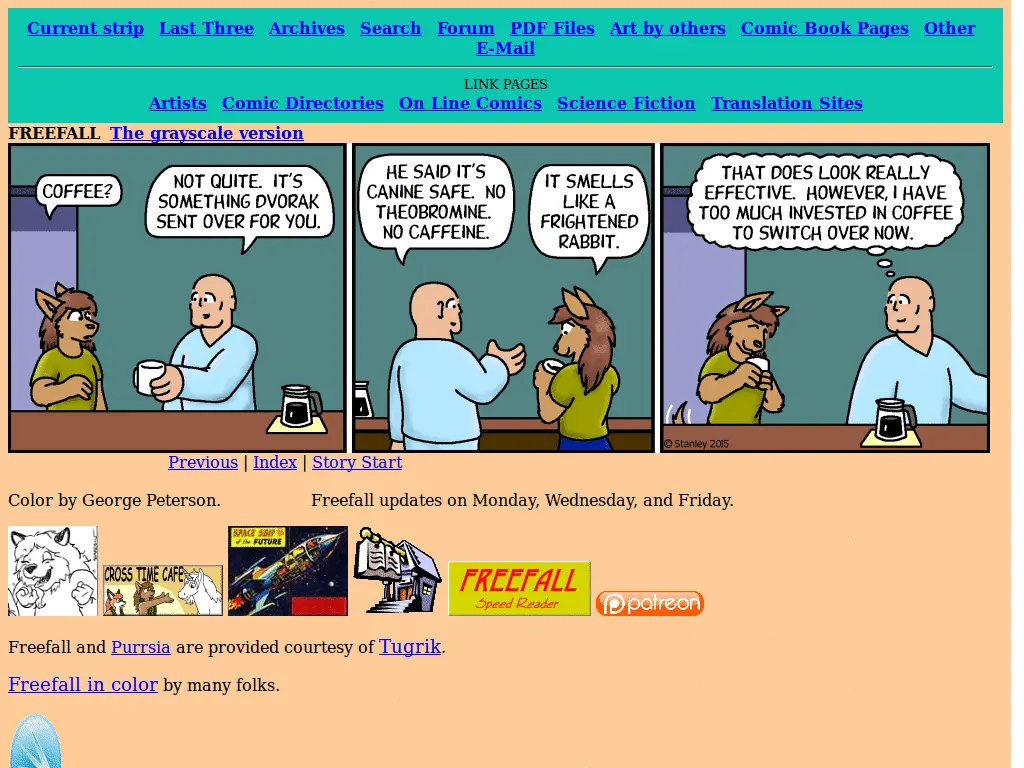 Current strip Last Three Archives Search Forum PDF Files Art by others Comic Book Pages Other
E-Mail
LINK PAGES
Artists Comic Directories On Line Comics Science Fiction Translation Sites
FREEFALL The grayscale version
COFFEE?
NOT QUITE. IT'S
SOMETHING DVORAK
SENT OVER FOR YOU.
HE SAID IT'S
CANINE SAFE. NO
THEOBROMINE.
NO CAFFEINE.
IT SMELLS
LIKE A
FRIGHTENED
RABBIT.
THAT DOES LOOK REALLY
EFFECTIVE. HOWEVER, I HAVE
TOO MUCH INVESTED IN COFFEE
TO SWITCH OVER NOW.
© Stanley 2015
Previous | Index | Story Start
Color by George Peterson. Freefall updates on Monday, Wednesday, and Friday.
CROSS TIME CAFE
SPACE SHIP
of the FUTURE
FREEFALL
Speed Reader
patreon
Freefall and Purrsia are provided courtesy of Tugrik.
Freefall in color by many folks.